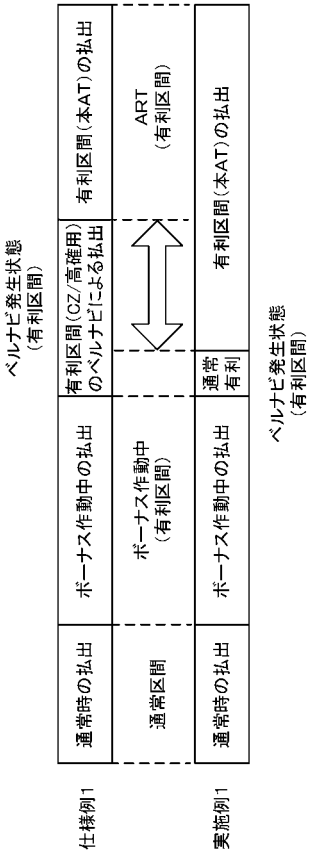 ベルナビ発生状態
(有利区間)
仕様例1
通常時の払出
ボーナス作動中の払出
有利区間(CZ/高確用)
のベルナビによる払出
有利区間(本AT)の払出
通常区間
ボーナス作動中
(有利区間)
ART
(有利区間)
実施例1
通常時の払出
ボーナス作動中の払出
通常
有利
有利区間(本AT)の払出
ベルナビ発生状態
(有利区間)